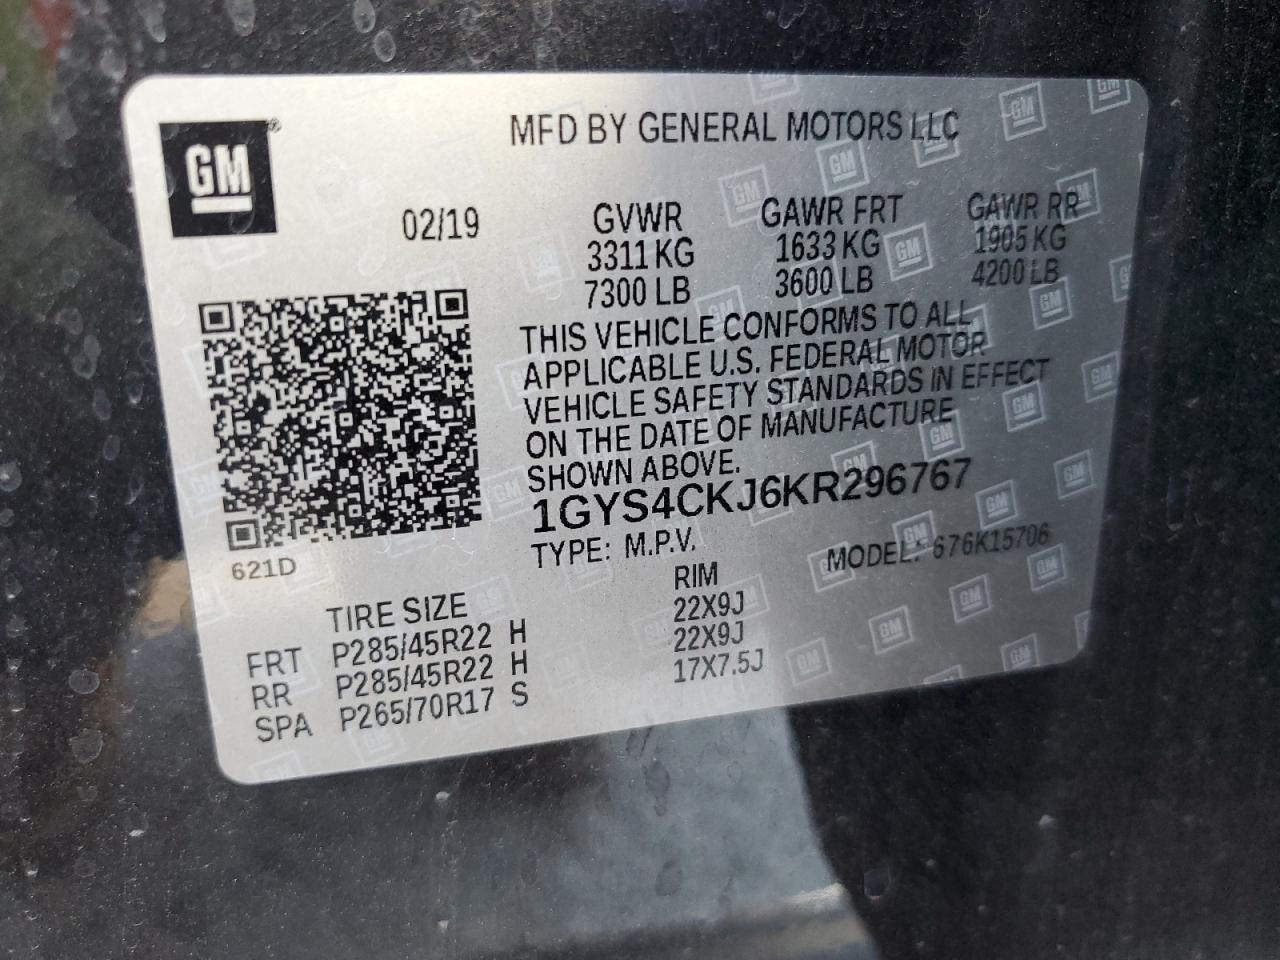 GM®
MFD BY GENERAL MOTORS LLC
02/19
GVWR GAWR FRT GAWR RR
3311 KG 1633 KG 1905 KG
7300 LB 3600 LB 4200 LB
THIS VEHICLE CONFORMS TO ALL
APPLICABLE U.S. FEDERAL MOTOR
VEHICLE SAFETY STANDARDS IN EFFECT
ON THE DATE OF MANUFACTURE
SHOWN ABOVE.
1GYS4CKJ6KR296767
TYPE: M.P.V. MODEL: 676K15706
621D
TIRE SIZE RIM
FRT P285/45R22 H 22X9J
RR P285/45R22 H 22X9J
SPA P265/70R17 S 17X7.5J